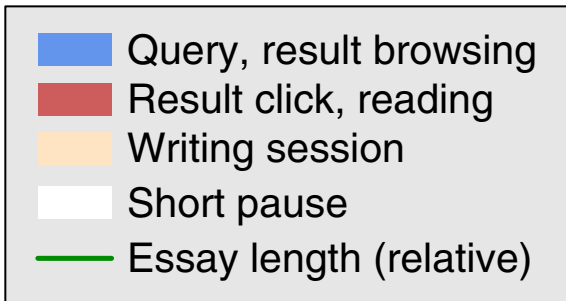 Query, result browsing
Result click, reading
Writing session
Short pause
Essay length (relative)